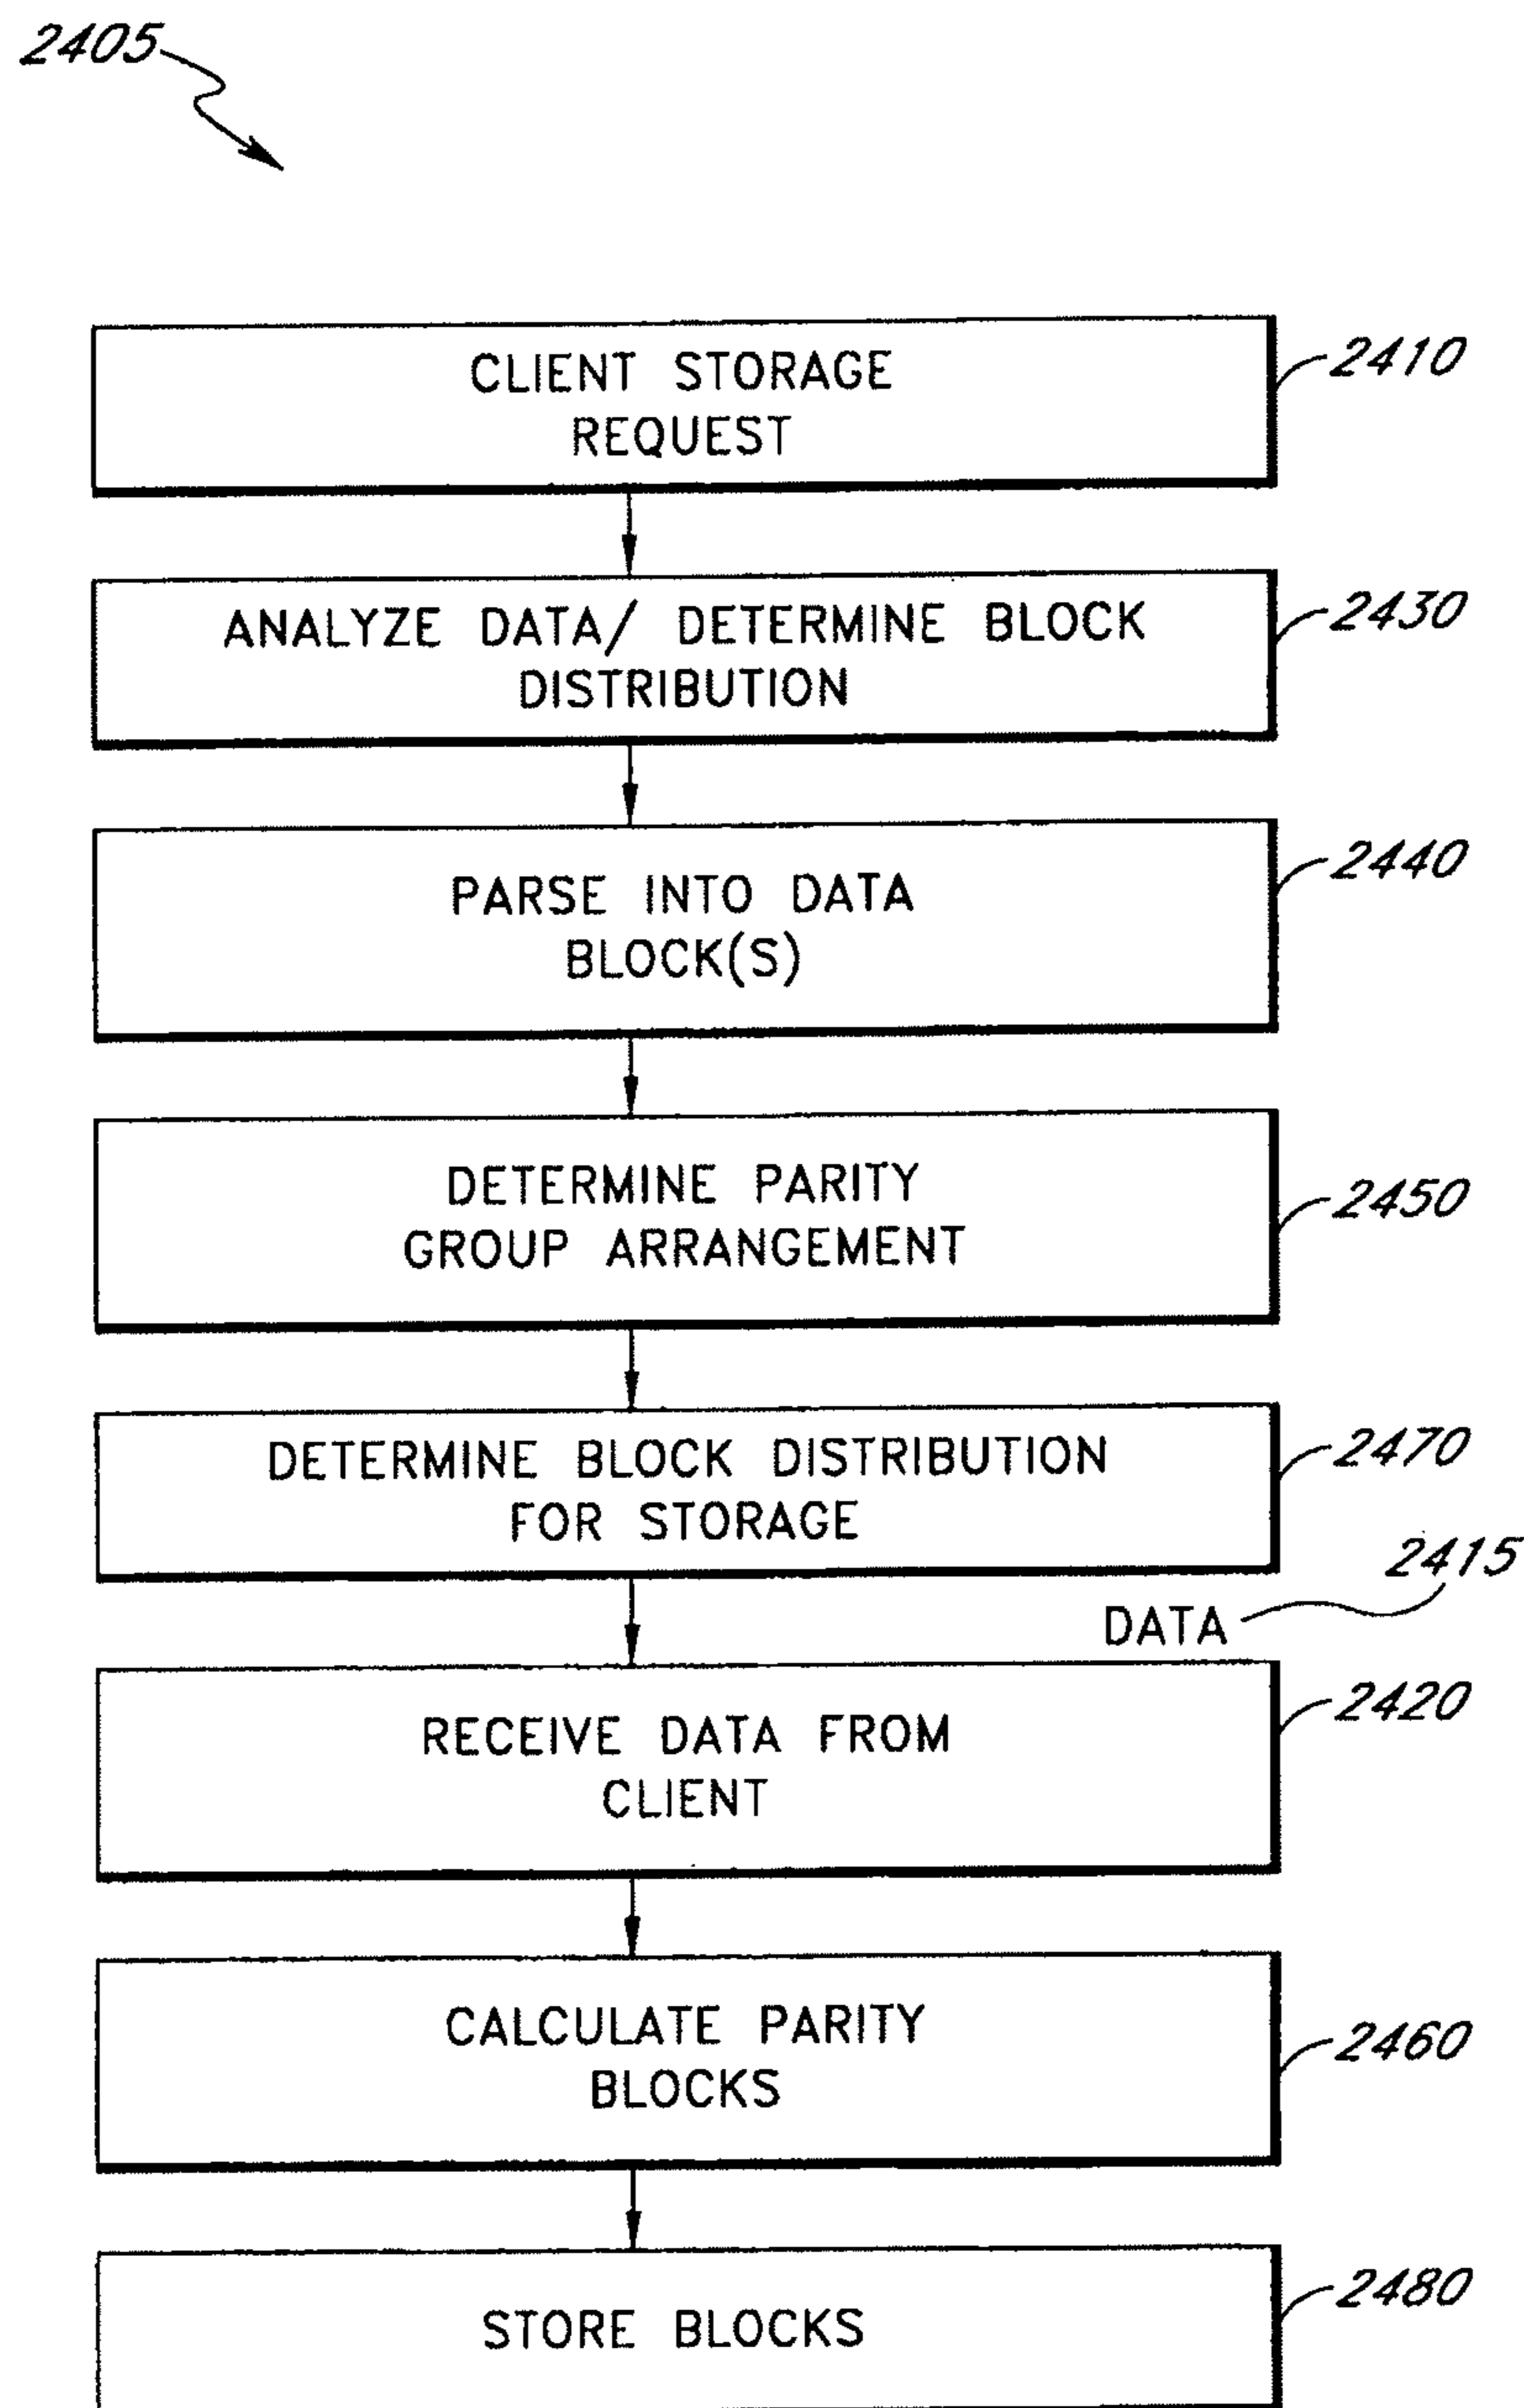 2405
CLIENT STORAGE
REQUEST
2410
ANALYZE DATA/ DETERMINE BLOCK
DISTRIBUTION
2430
PARSE INTO DATA
BLOCK(S)
2440
DETERMINE PARITY
GROUP ARRANGEMENT
2450
DETERMINE BLOCK DISTRIBUTION
FOR STORAGE
2470
2415
DATA
RECEIVE DATA FROM
CLIENT
2420
CALCULATE PARITY
BLOCKS
2460
STORE BLOCKS
2480